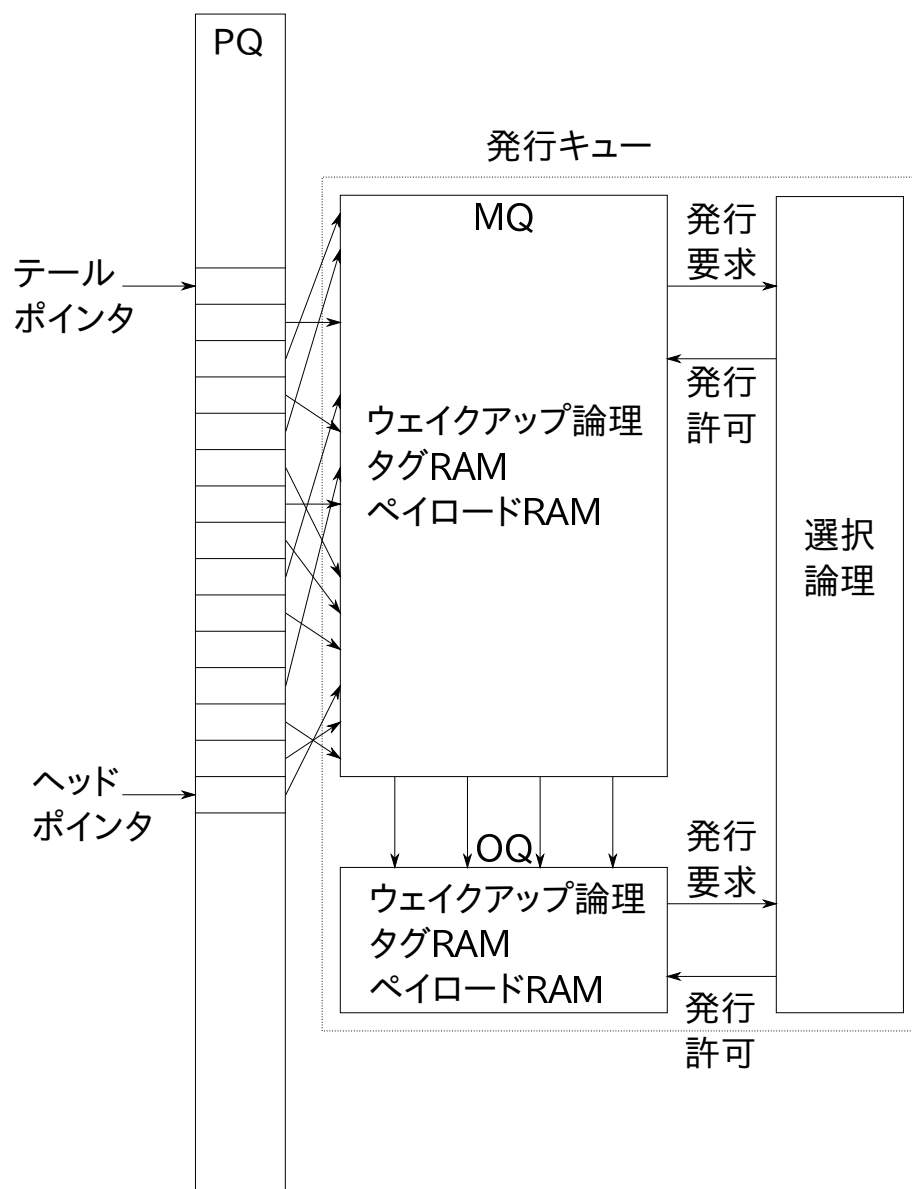 PQ
発行キュー
MQ
発行
要求
テール
ポインタ
発行
許可
ウェイクアップ論理
タグRAM
ペイロードRAM
選択
論理
ヘッド
ポインタ
OQ
発行
要求
ウェイクアップ論理
タグRAM
ペイロードRAM
発行
許可